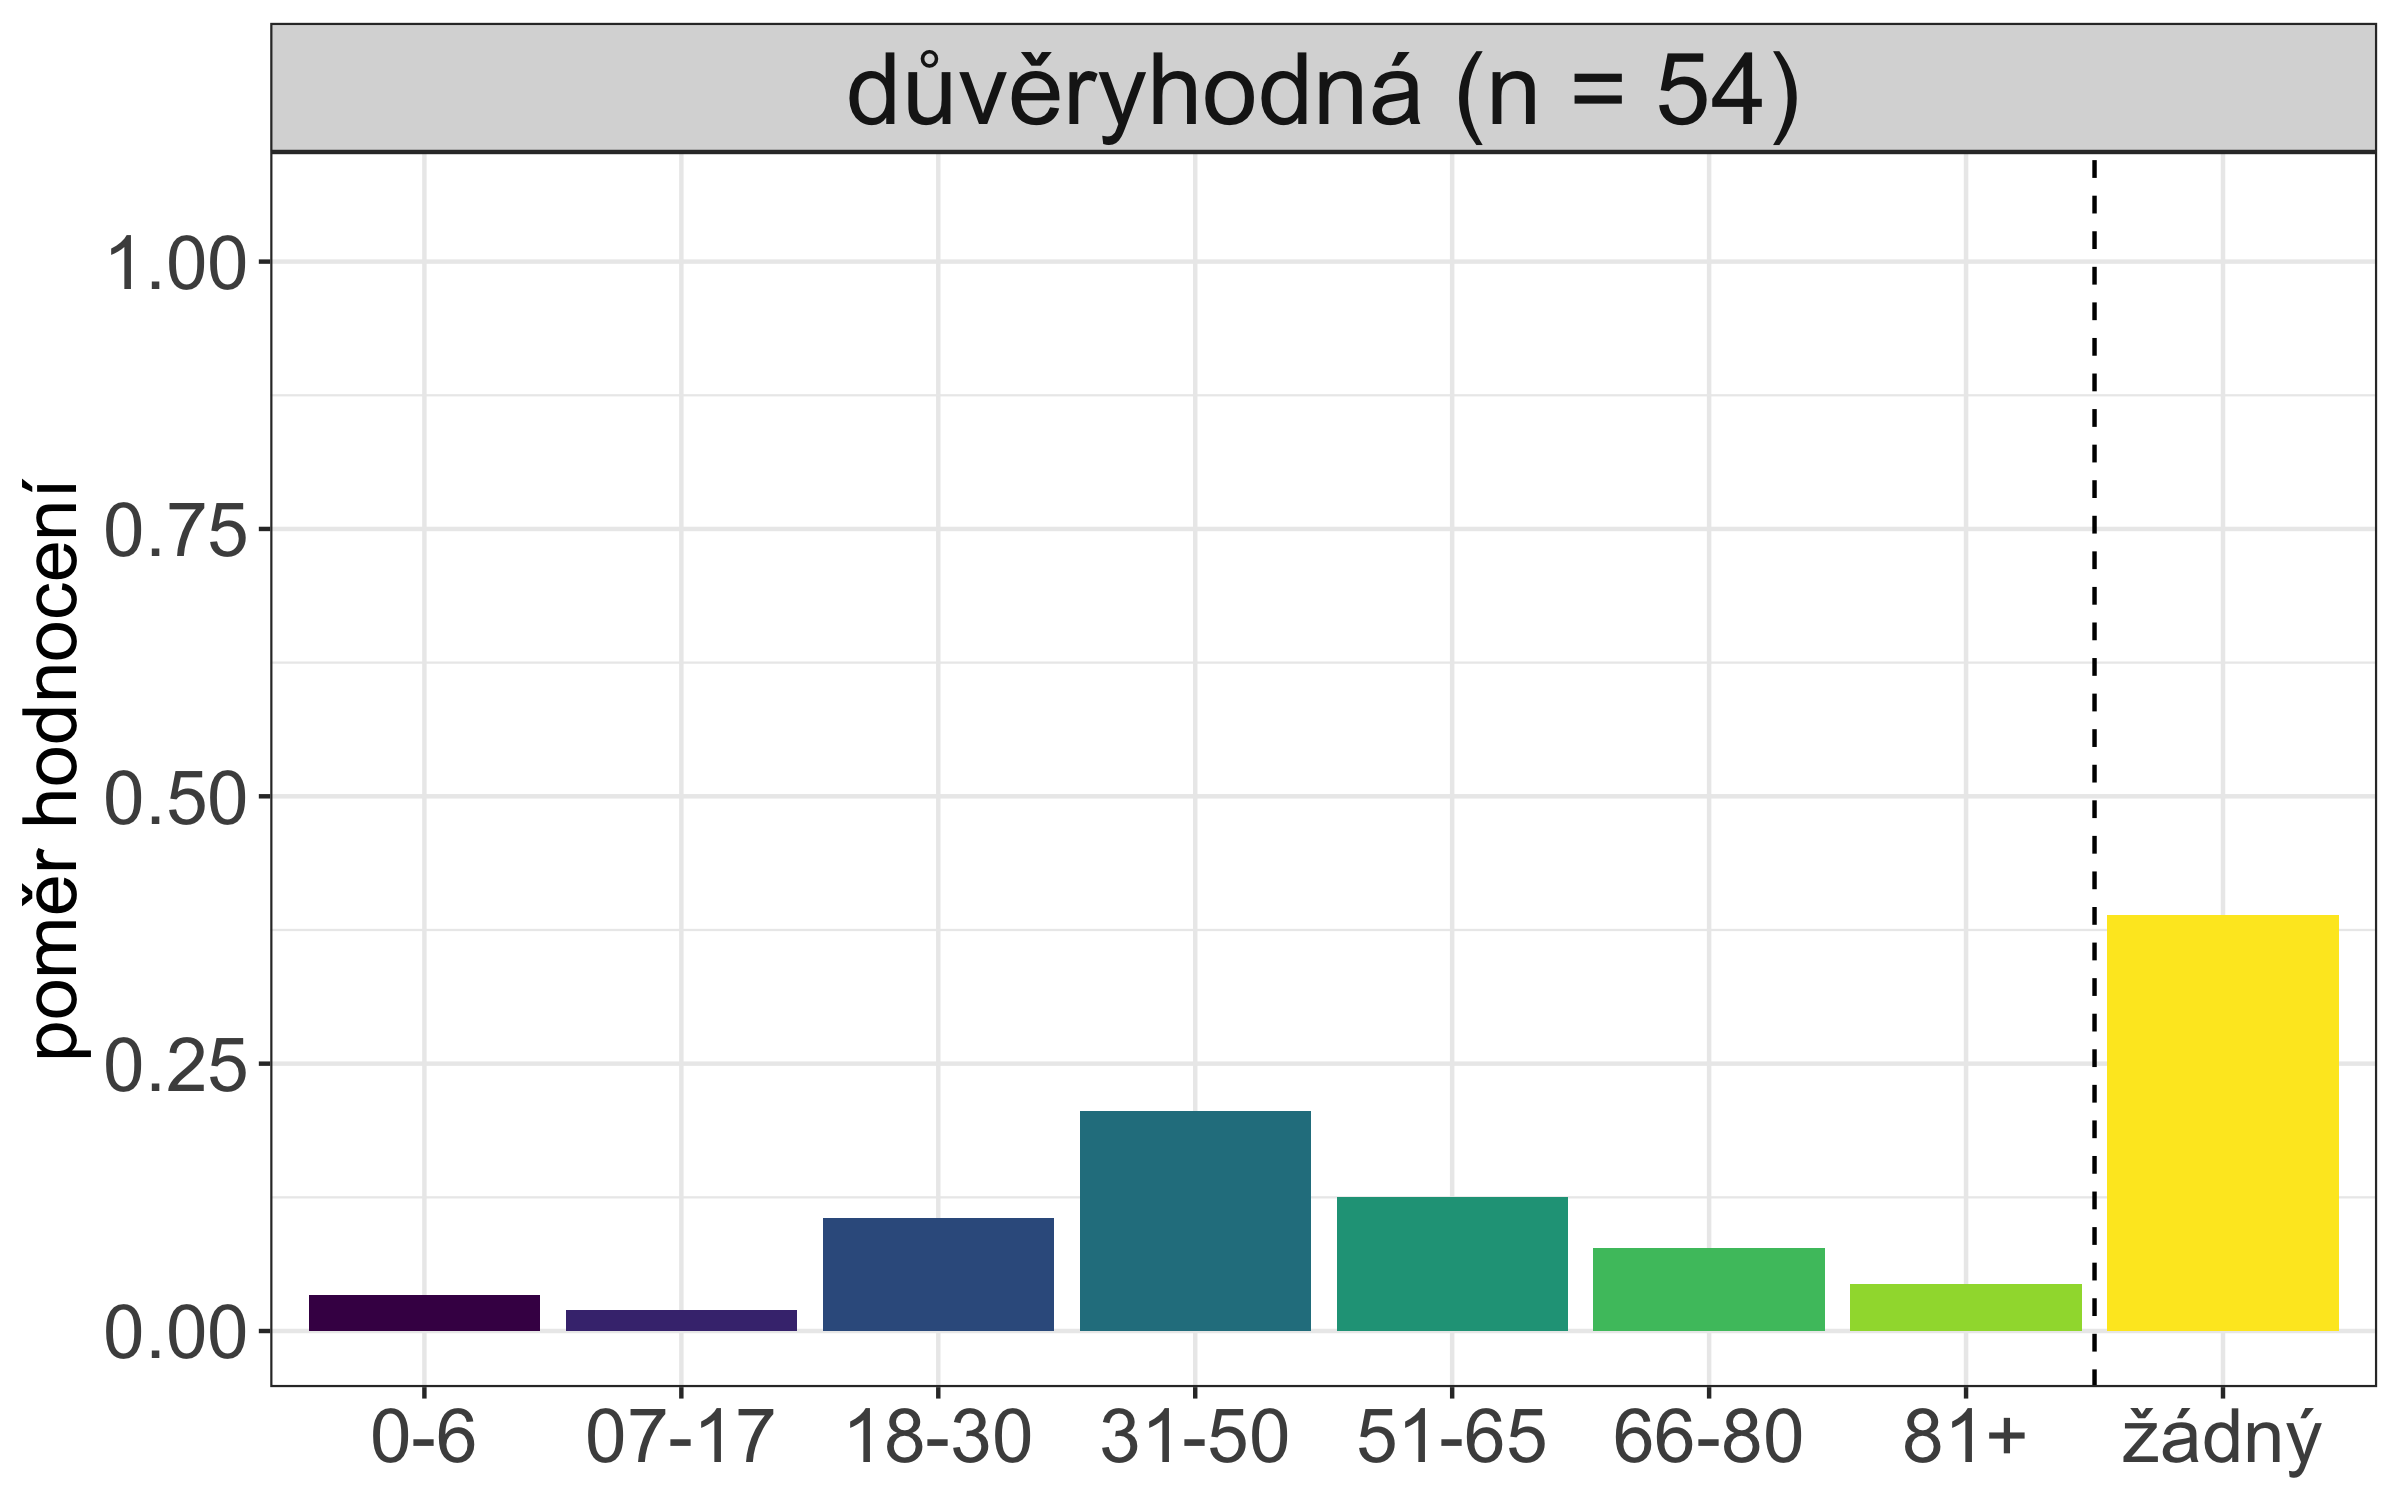 důvěryhodná (n = 54)
poměr hodnocení
1.00
0.75
0.50
0.25
0.00
0-6 07-17 18-30 31-50 51-65 66-80 81+ žádný